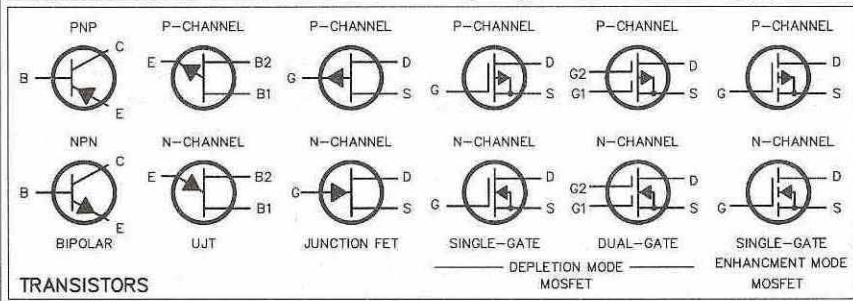 PNP P-CHANNEL P-CHANNEL P-CHANNEL P-CHANNEL P-CHANNEL
C
E B2 D D G2 D D
B G
B1 S G S G1 S G S
E
NPN N-CHANNEL N-CHANNEL N-CHANNEL N-CHANNEL N-CHANNEL
C
E B2 D D G2 D D
B G
B1 S G S G1 S G S
E
BIPOLAR UJT JUNCTION FET SINGLE-GATE DUAL-GATE SINGLE-GATE
DEPLETION MODE ENHANCMENT MODE
TRANSISTORS MOSFET MOSFET